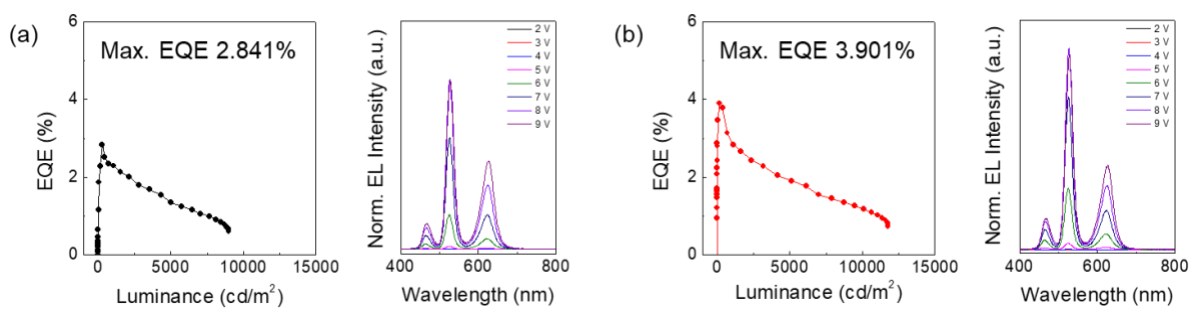 (a)
Max. EQE 2.841%
EQE (%)
6
4
2
0
0 5000 10000 15000
Luminance (cd/m²)
Norm. EL Intensity (a.u.)
2 V
3 V
4 V
5 V
6 V
7 V
8 V
9 V
400 600 800
Wavelength (nm)
(b)
Max. EQE 3.901%
EQE (%)
6
4
2
0
0 5000 10000 15000
Luminance (cd/m²)
Norm. EL Intensity (a.u.)
2 V
3 V
4 V
5 V
6 V
7 V
8 V
9 V
400 600 800
Wavelength (nm)